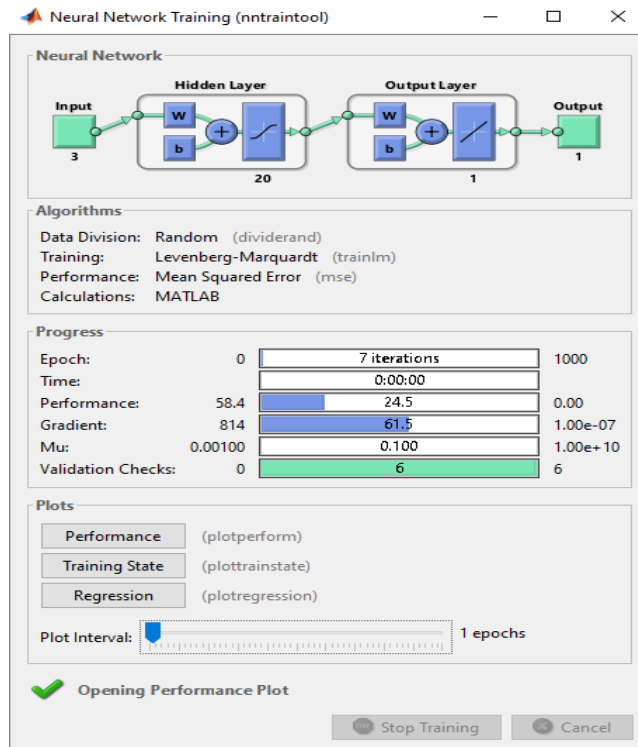 Neural Network Training (nntraintool)
Neural Network
Hidden Layer Output Layer
Input Output
W W
b b
3 20 1 1
Algorithms
Data Division: Random (dividerand)
Training: Levenberg-Marquardt (trainlm)
Performance: Mean Squared Error (mse)
Calculations: MATLAB
Progress
Epoch: 0 7 iterations 1000
Time: 0:00:00
Performance: 58.4 24.5 0.00
Gradient: 814 61.5 1.00e-07
Mu: 0.00100 0.100 1.00e+10
Validation Checks: 0 6 6
Plots
Performance (plotperform)
Training State (plottrainstate)
Regression (plotregression)
Plot Interval: 1 epochs
Opening Performance Plot
Stop Training Cancel